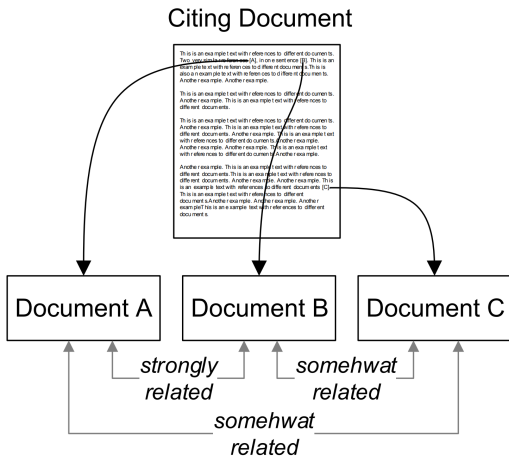 Citing Document
This is an example text with references to different documents.
Two very similar references [A], in one sentence [B]. This is an
example text with references to different documents. This is
also an example text with references to different documents.
Another example. Another example.
This is an example text with references to different documents.
Another example. This is an example text with references to
different documents.
This is an example text with references to different documents.
Another example. This is an example text with references to
different documents. Another example. This is an example text
with references to different documents. Another example.
Another example. Another example. This is an example text
with references to different documents. Another example.
Another example. This is an example text with references to different
documents. This is an example text with references to
different documents. Another example. Another example. This
is an example text with references to different documents [C].
This is an example text with references to different
documents. Another example. Another example. Another
example This is an example text with references to different
documents.
Document A
Document B
Document C
strongly
related
somehwat
related
somehwat
related